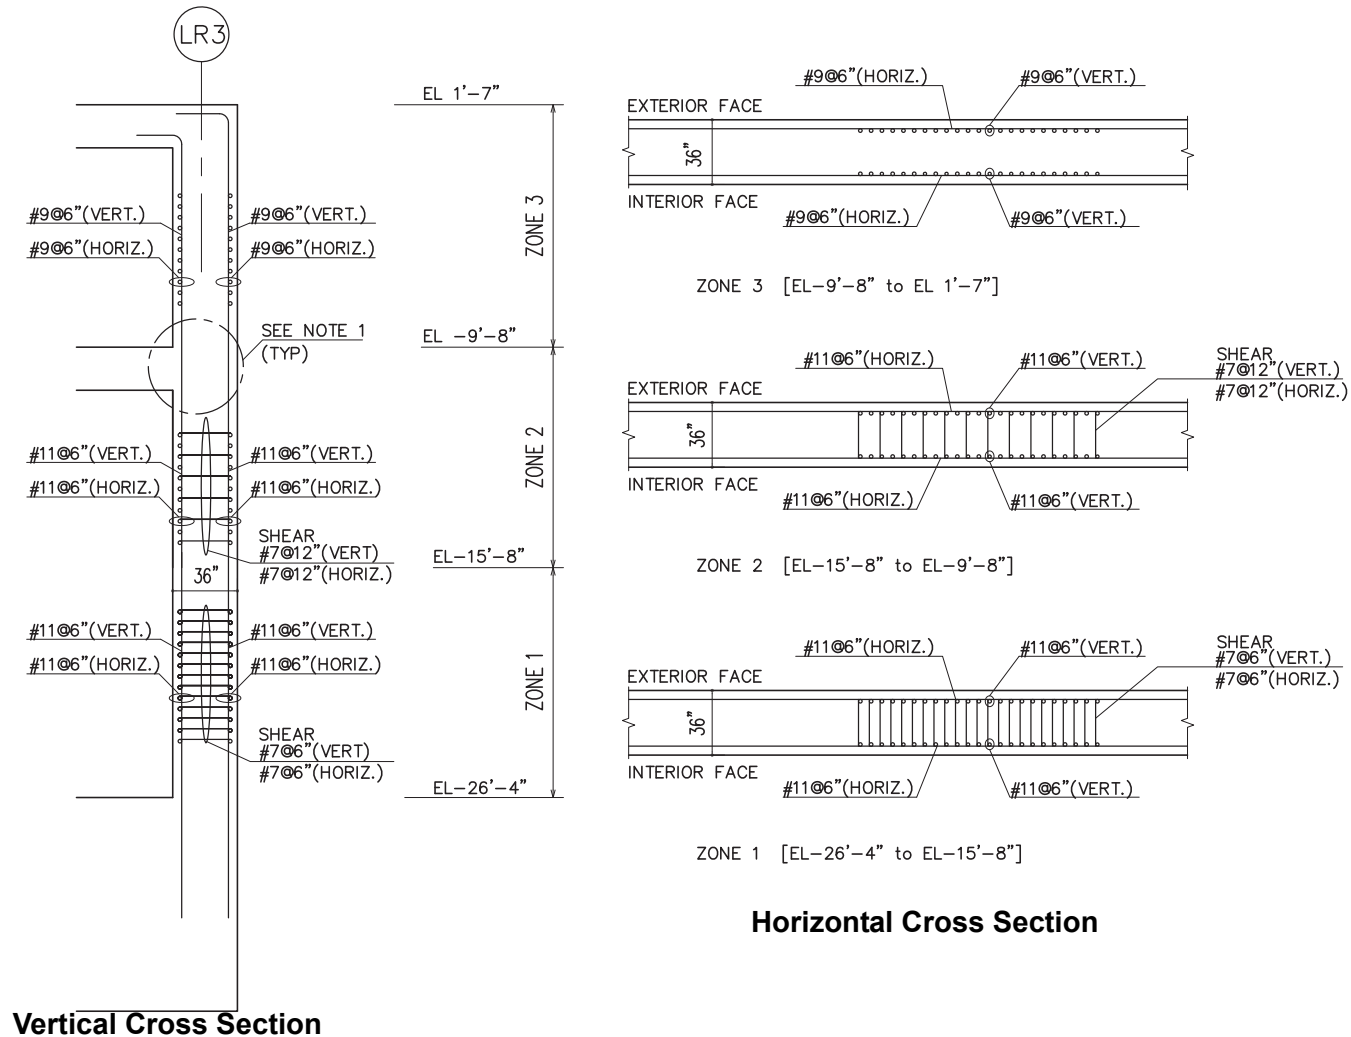 LR3
EL 1'-7"
#9@6"(VERT.)
#9@6"(VERT.)
#9@6"(HORIZ.)
#9@6"(HORIZ.)
ZONE 3
SEE NOTE 1
(TYP)
EL -9'-8"
#11@6"(VERT.)
#11@6"(VERT.)
#11@6"(HORIZ.)
#11@6"(HORIZ.)
ZONE 2
SHEAR
#7@12"(VERT)
#7@12"(HORIZ.)
EL-15'-8"
36"
#11@6"(VERT.)
#11@6"(VERT.)
#11@6"(HORIZ.)
#11@6"(HORIZ.)
ZONE 1
SHEAR
#7@6"(VERT)
#7@6"(HORIZ.)
EL-26'-4"
Vertical Cross Section
#9@6"(HORIZ.)
#9@6"(VERT.)
EXTERIOR FACE
36"
INTERIOR FACE
#9@6"(HORIZ.)
#9@6"(VERT.)
ZONE 3 [EL-9'-8" to EL 1'-7"]
#11@6"(HORIZ.)
#11@6"(VERT.)
SHEAR
#7@12"(VERT.)
#7@12"(HORIZ.)
EXTERIOR FACE
36"
INTERIOR FACE
#11@6"(HORIZ.)
#11@6"(VERT.)
ZONE 2 [EL-15'-8" to EL-9'-8"]
#11@6"(HORIZ.)
#11@6"(VERT.)
SHEAR
#7@6"(VERT.)
#7@6"(HORIZ.)
EXTERIOR FACE
36"
INTERIOR FACE
#11@6"(HORIZ.)
#11@6"(VERT.)
ZONE 1 [EL-26'-4" to EL-15'-8"]
Horizontal Cross Section